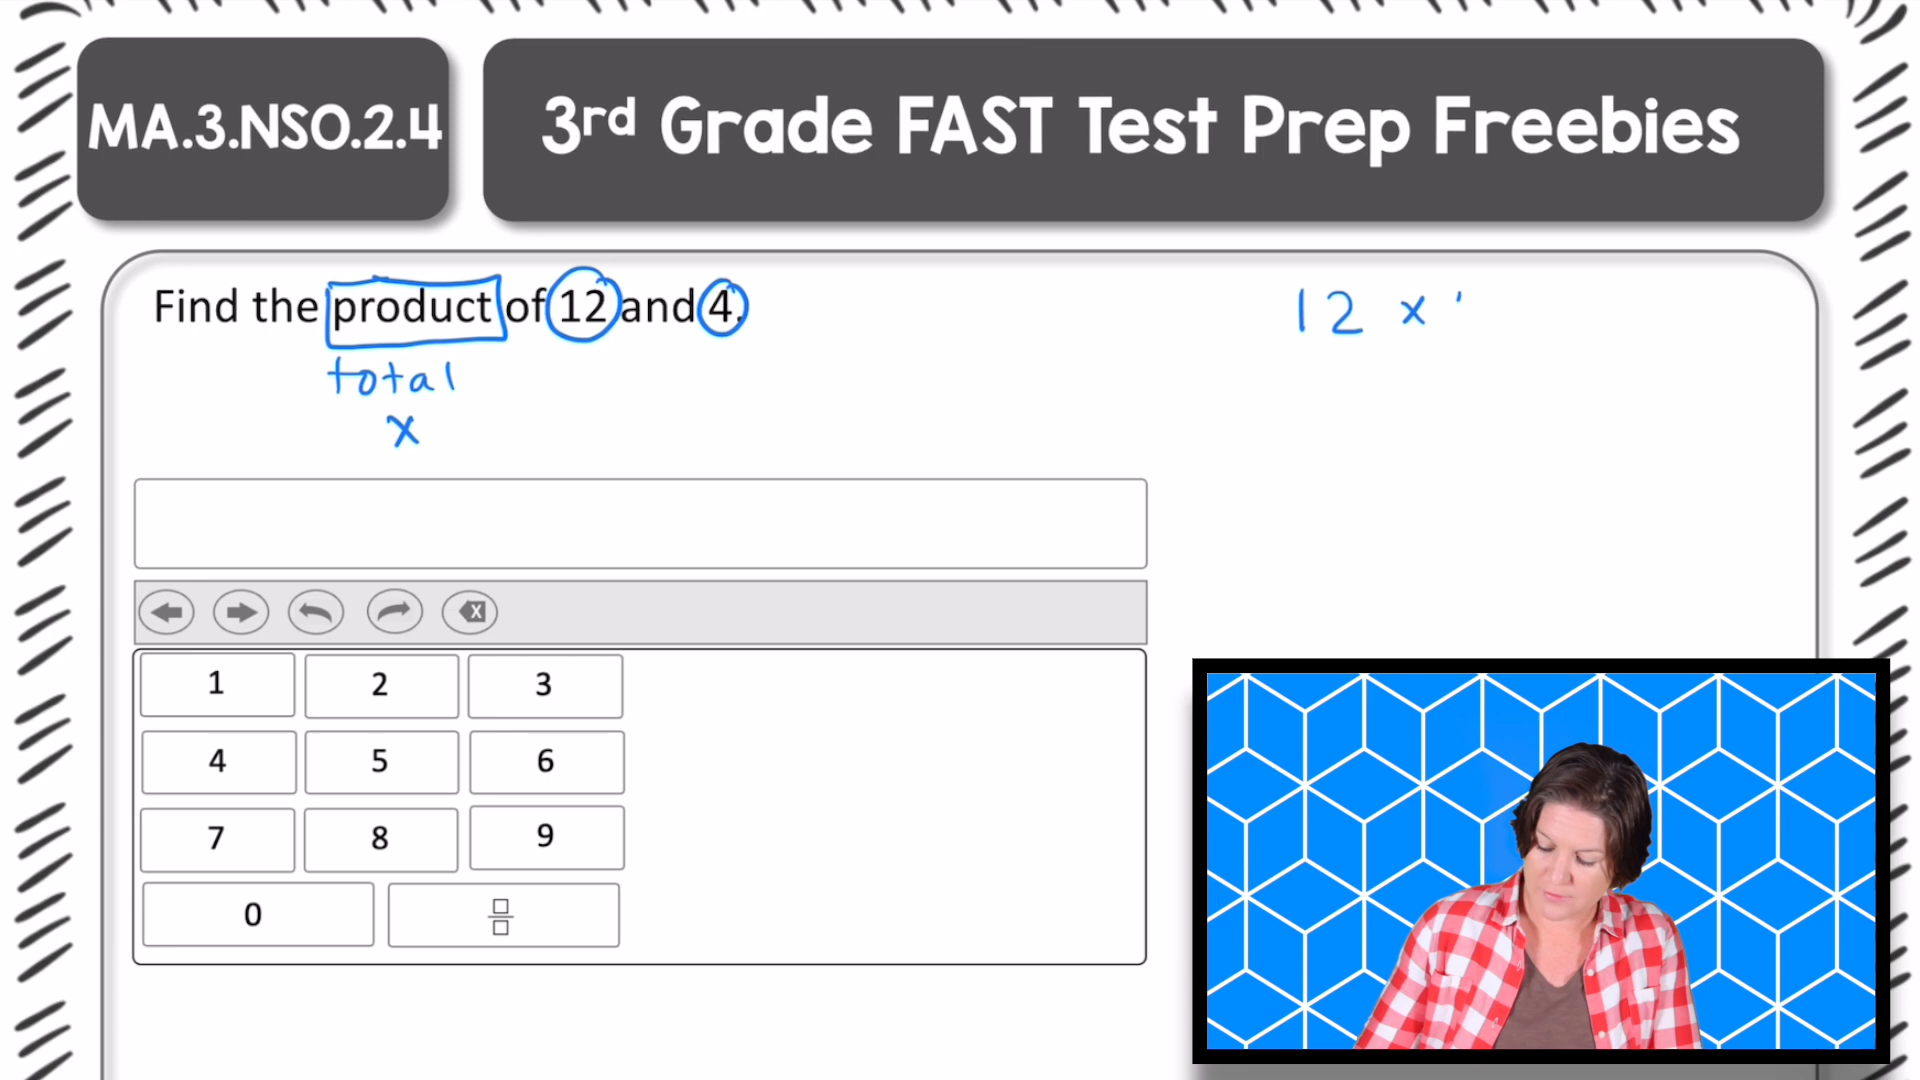 MA.3.NSO.2.4
3rd Grade FAST Test Prep Freebies
Find the product of 12 and 4.
12 x
total
x
1 2 3
4 5 6
7 8 9
0